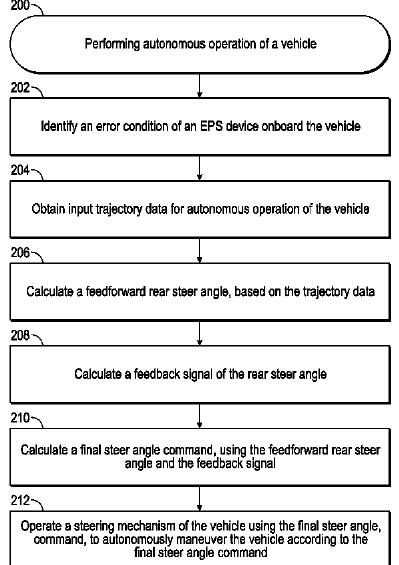 200
Performing autonomous operation of a vehicle
202
Identify an error condition of an EPS device onboard the vehicle
204
Obtain input trajectory data for autonomous operation of the vehicle
206
Calculate a feedforward rear steer angle, based on the trajectory data
208
Calculate a feedback signal of the rear steer angle
210
Calculate a final steer angle command, using the feedforward rear steer
angle and the feedback signal
212
Operate a steering mechanism of the vehicle using the final steer angle,
command, to autonomously maneuver the vehicle according to the
final steer angle command